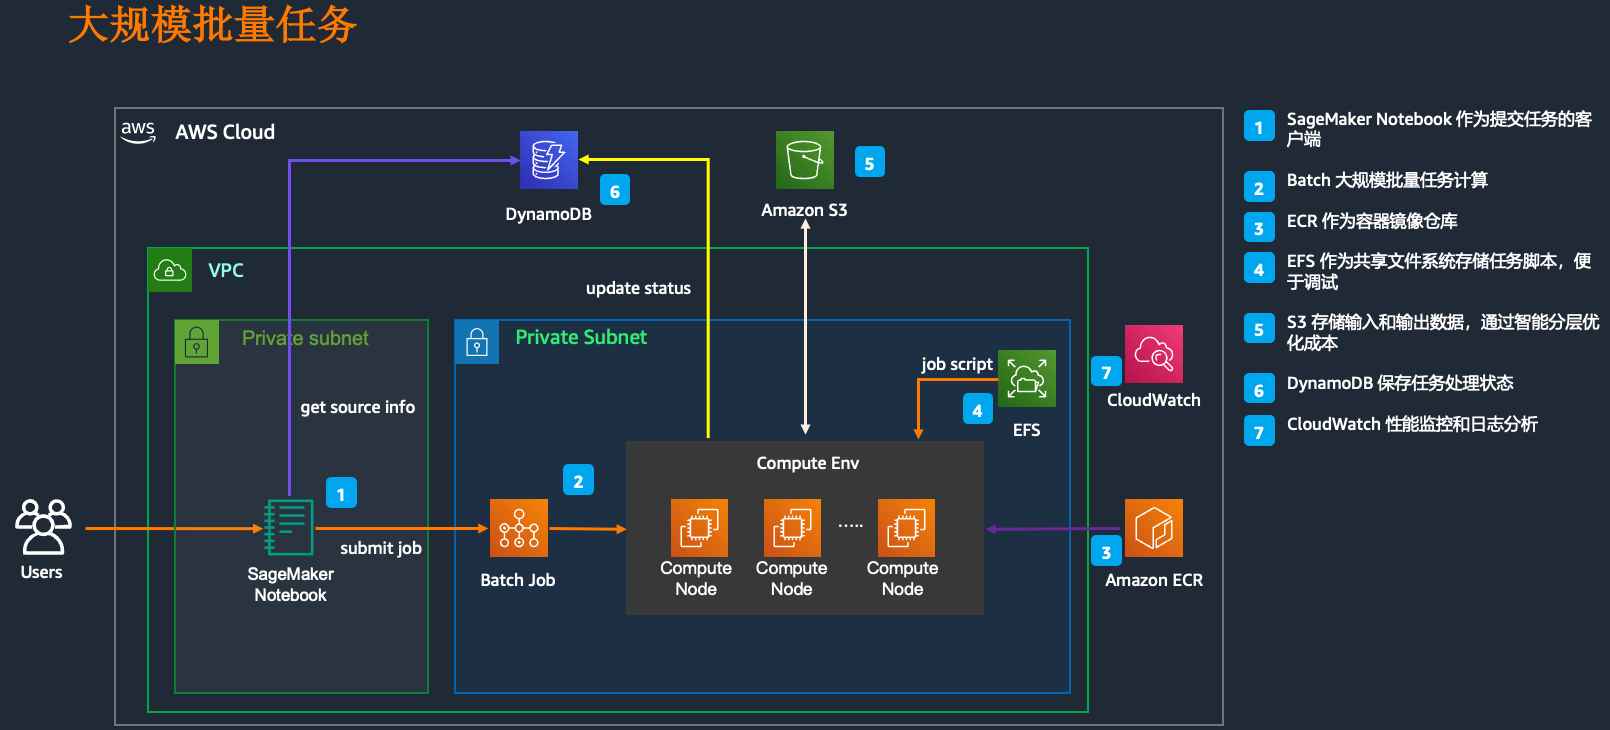 大规模批量任务
aws
AWS Cloud
DynamoDB
6
Amazon S3
5
VPC
update status
Private subnet
Private Subnet
get source info
job script
4
EFS
7
CloudWatch
Compute Env
1
2
Users
SageMaker
Notebook
submit job
Batch Job
Compute
Node
Compute
Node
.....
Compute
Node
3
Amazon ECR
1
SageMaker Notebook 作为提交任务的客
户端
2
Batch 大规模批量任务计算
3
ECR 作为容器镜像仓库
4
EFS 作为共享文件系统存储任务脚本，便
于调试
5
S3 存储输入和输出数据，通过智能分层优
化成本
6
DynamoDB 保存任务处理状态
7
CloudWatch 性能监控和日志分析